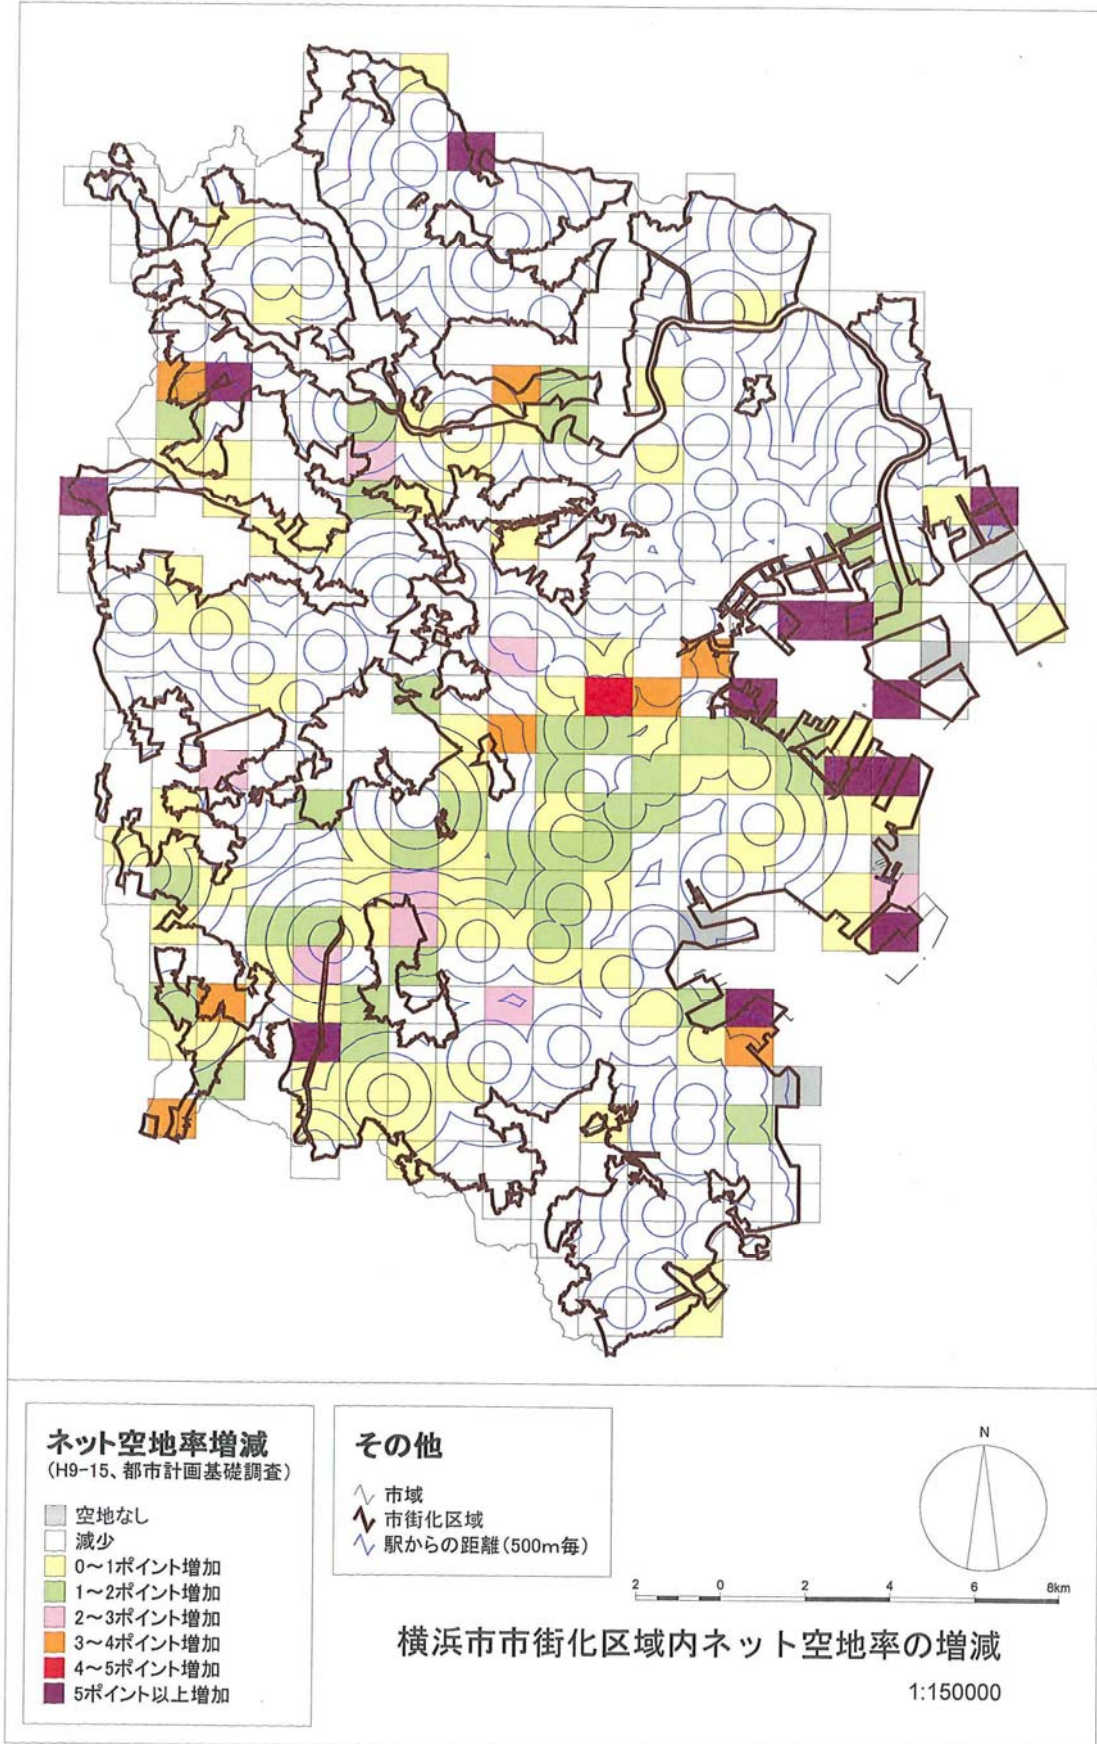 ネット空地率増減
(H9-15、都市計画基礎調査)
空地なし
減少
0~1ポイント増加
1~2ポイント増加
2~3ポイント増加
3~4ポイント増加
4~5ポイント増加
5ポイント以上増加
その他
市域
市街化区域
駅からの距離(500m毎)
N
2 0 2 4 6 8km
横浜市市街化区域内ネット空地率の増減
1:150000